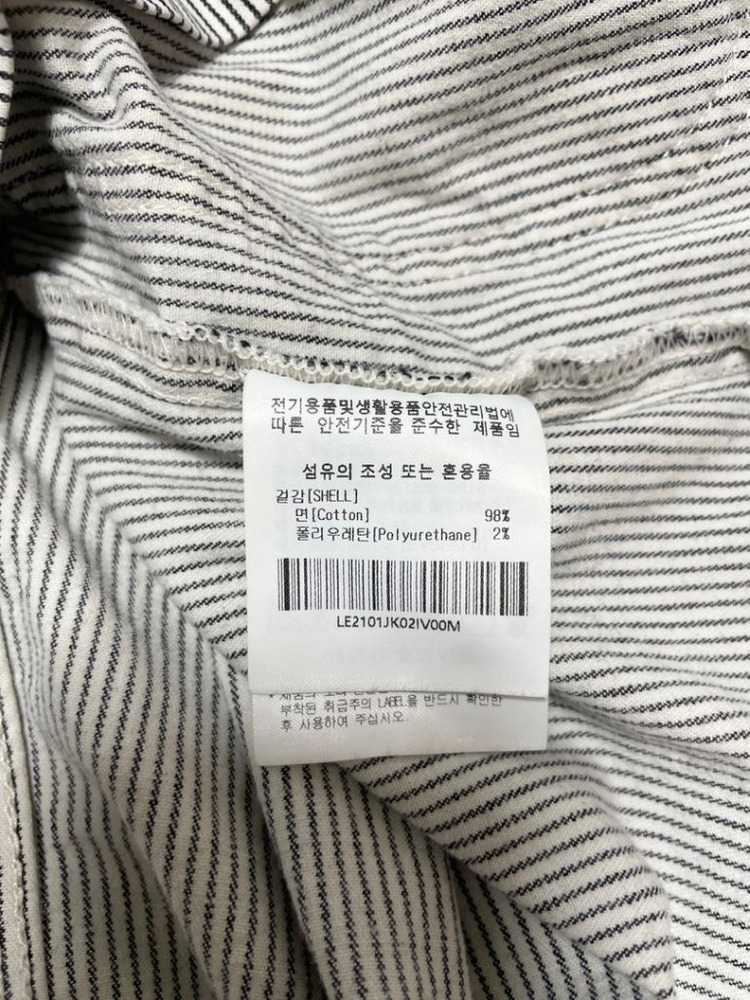 전기용품및생활용품안전관리법에
따른 안전기준을 준수한 제품임
섬유의 조성 또는 혼용율
겉감[SHELL]
면[Cotton] 98%
폴리우레탄[Polyurethane] 2%
LE2101JK02IV00M
* 제품의
부착된 취급주의 LABEL을 반드시 확인한
후 사용하여 주십시오.